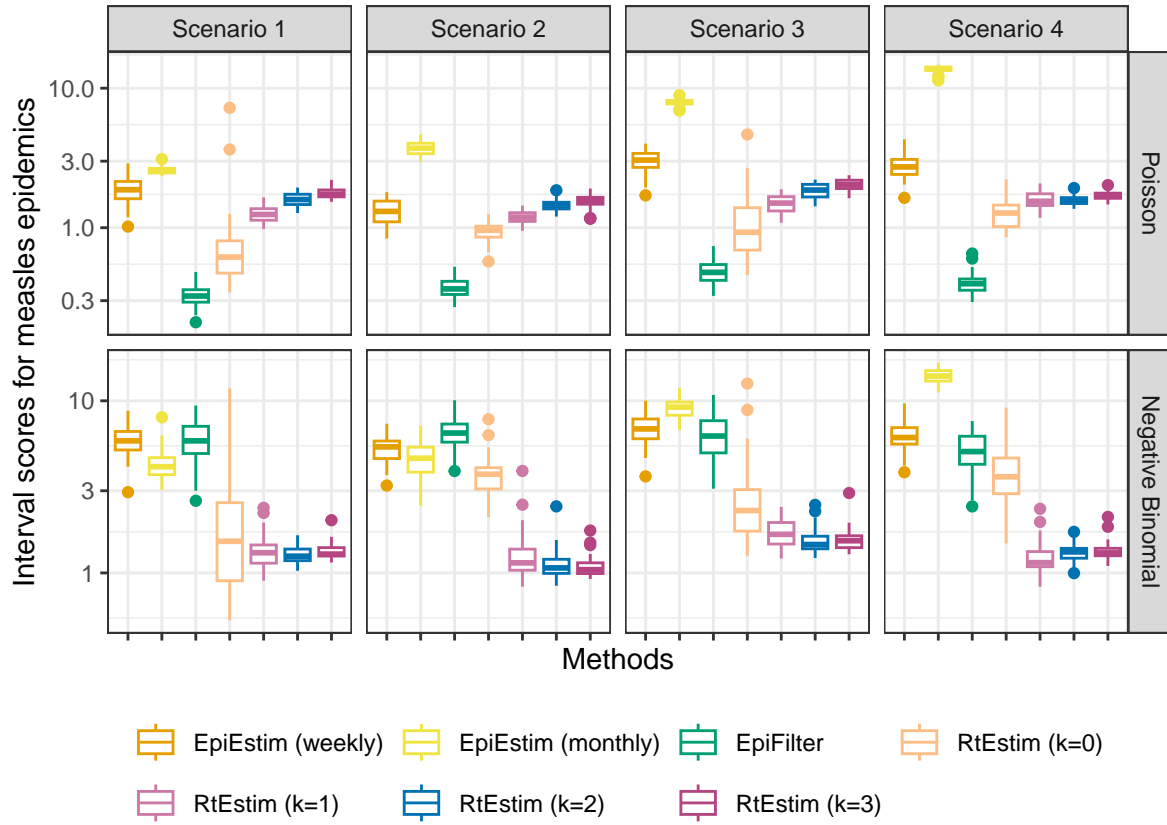 Scenario 1 Scenario 2 Scenario 3 Scenario 4
Interval scores for measles epidemics
10.0
3.0
1.0
0.3
Poisson
10
3
1
Negative Binomial
Methods
EpiEstim (weekly) EpiEstim (monthly) EpiFilter RtEstim (k=0)
RtEstim (k=1) RtEstim (k=2) RtEstim (k=3)